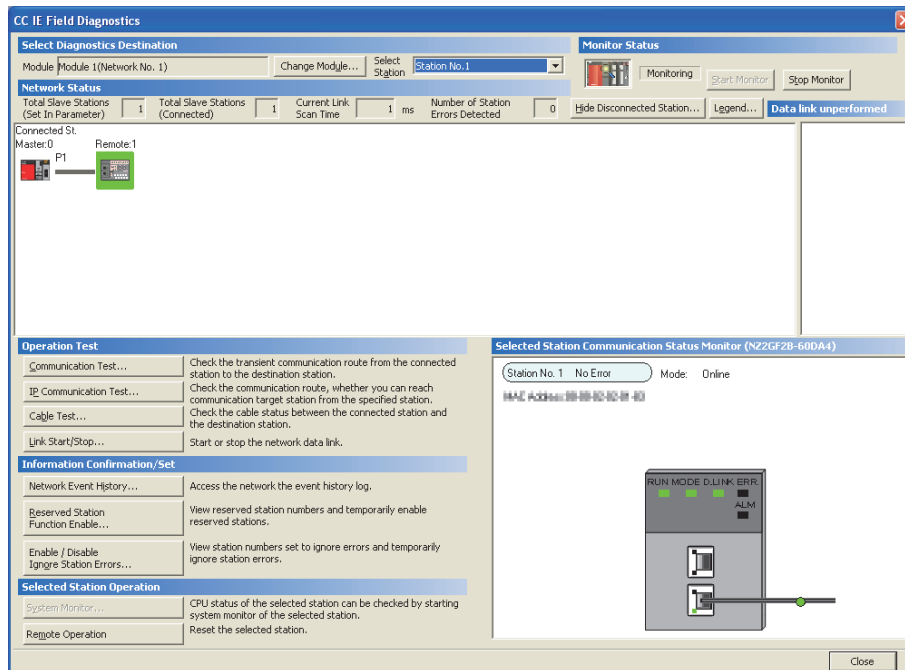 CC IE Field Diagnostics
Select Diagnostics Destination
Monitor Status
Module Module 1(Network No. 1)
Change Module...
Select Station
Station No.1
Monitoring
Start Monitor
Stop Monitor
Network Status
Total Slave Stations (Set In Parameter) 1
Total Slave Stations (Connected) 1
Current Link Scan Time 1 ms
Number of Station Errors Detected 0
Hide Disconnected Station...
Legend...
Data link unperformed
Connected St.
Master:0 Remote:1
P1
Operation Test
Communication Test...
Check the transient communication route from the connected
station to the destination station.
IP Communication Test...
Check the communication route, whether you can reach
communication target station from the specified station.
Cable Test...
Check the cable status between the connected station and
the destination station.
Link Start/Stop...
Start or stop the network data link.
Information Confirmation/Set
Network Event History...
Access the network the event history log.
Reserved Station
Function Enable...
View reserved station numbers and temporarily enable
reserved stations.
Enable / Disable
Ignore Station Errors...
View station numbers set to ignore errors and temporarily
ignore station errors.
Selected Station Operation
System Monitor...
CPU status of the selected station can be checked by starting
system monitor of the selected station.
Remote Operation
Reset the selected station.
Selected Station Communication Status Monitor (NZ2GF2B-60DA4)
Station No. 1 No Error
Mode: Online
RUN MODE D.LINK ERR.
ALM
Close